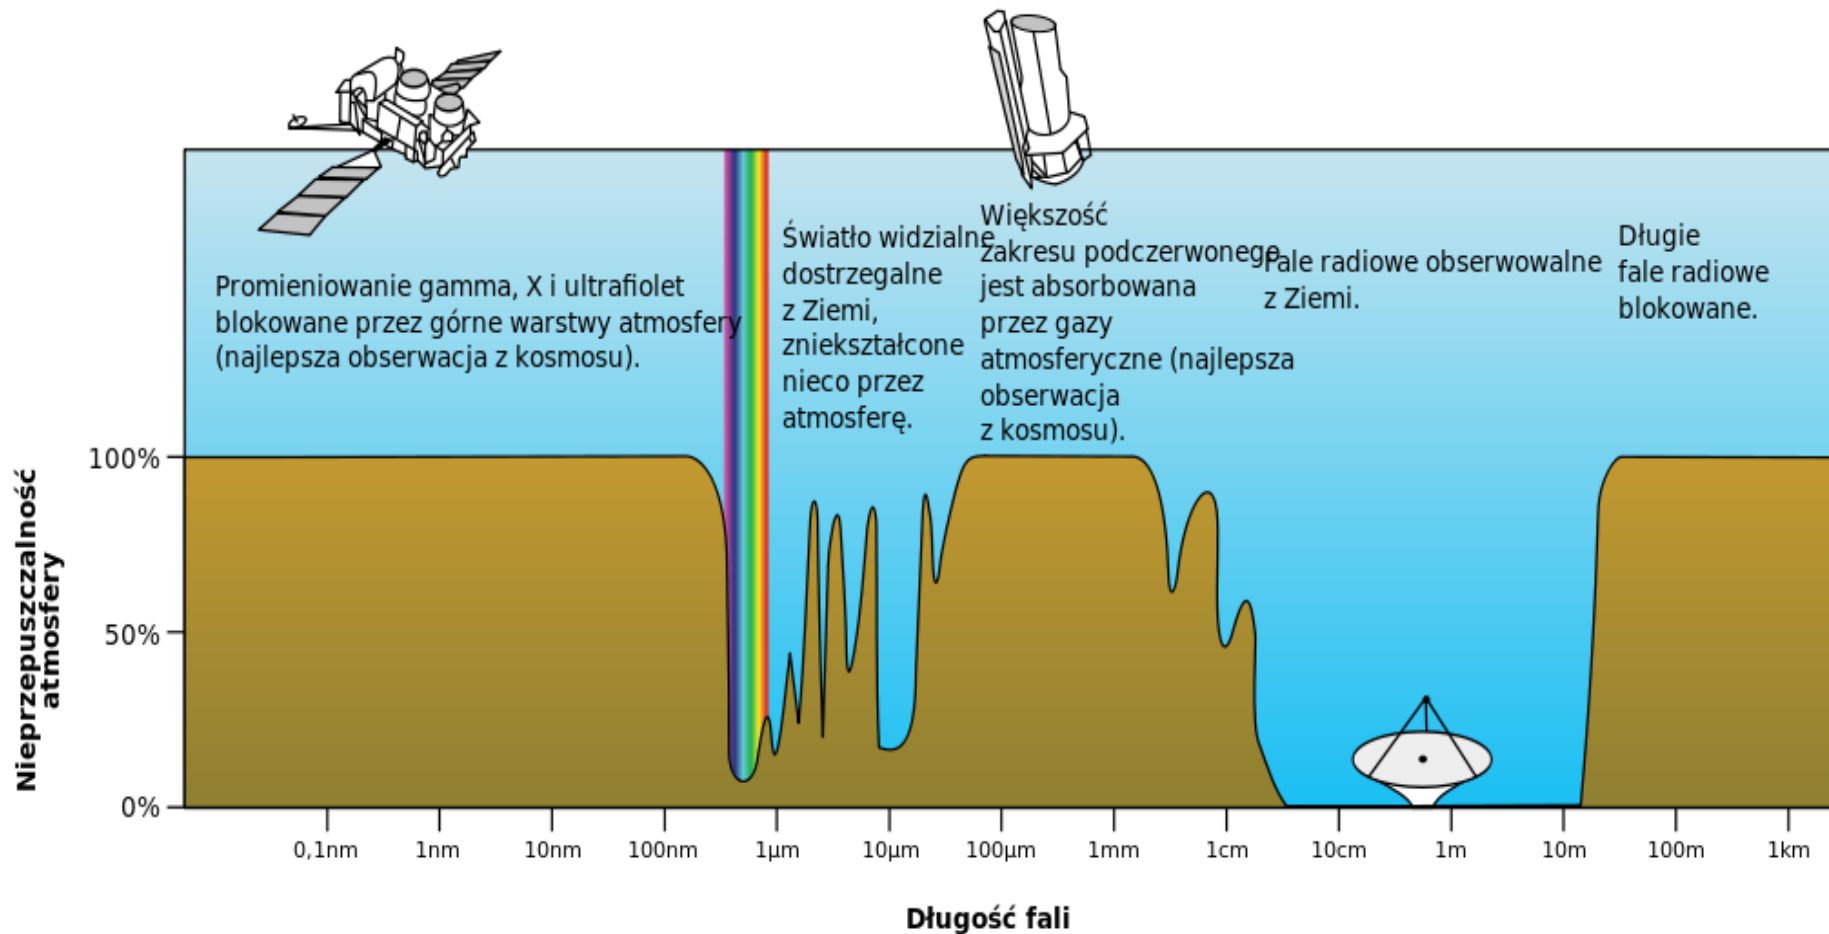 Promieniowanie gamma, X i ultrafiolet
blokowane przez górne warstwy atmosfery
(najlepsza obserwacja z kosmosu).
Światło widzialne
dostrzegalne
z Ziemi,
zniekształcone
nieco przez
atmosferę.
Większość
zakresu podczerwonego
jest absorbowana
przez gazy
atmosferyczne (najlepsza
obserwacja
z kosmosu).
Fale radiowe obserwowalne
z Ziemi.
Długie
fale radiowe
blokowane.
Nieprzepuszczalność
atmosfery
100%
50%
0%
0,1nm
1nm
10nm
100nm
1µm
10µm
100µm
1mm
1cm
10cm
1m
10m
100m
1km
Długość fali